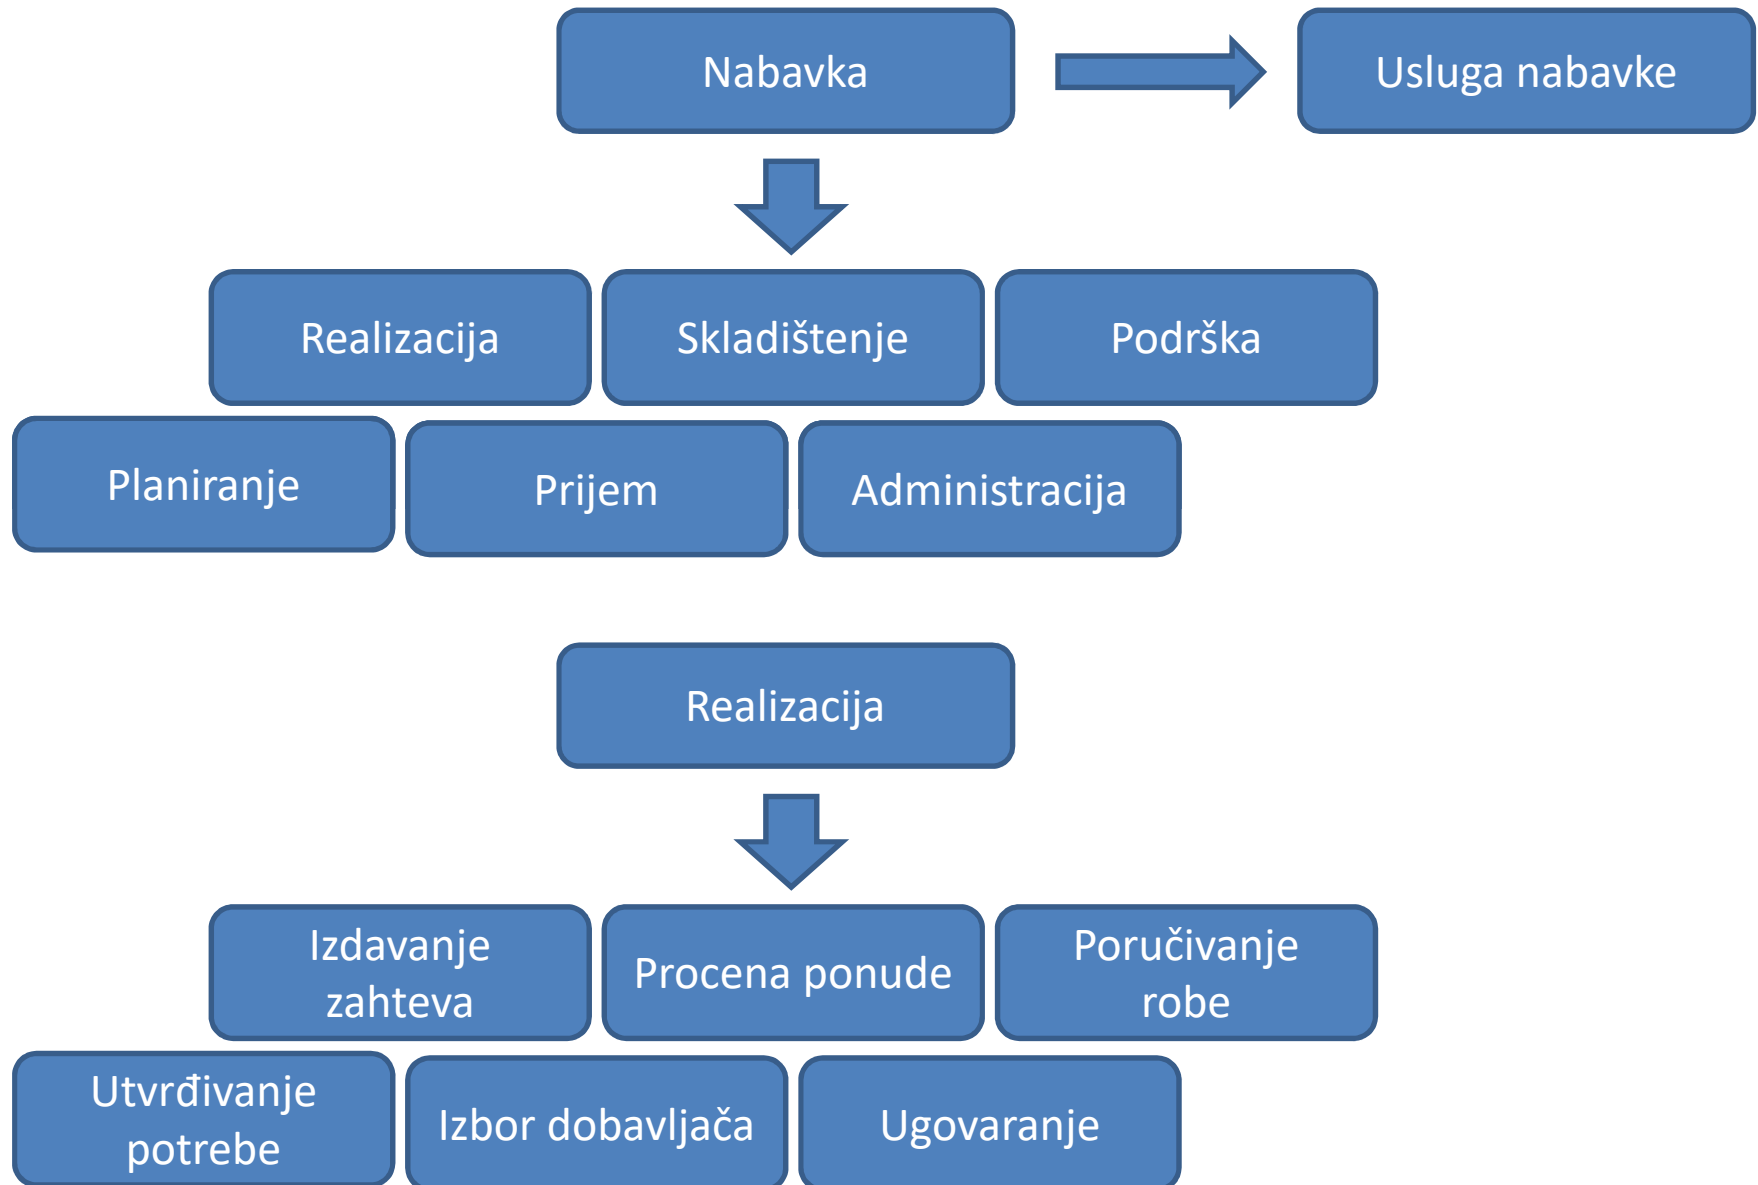 Nabavka
Usluga nabavke
Realizacija
Skladištenje
Podrška
Planiranje
Prijem
Administracija
Realizacija
Izdavanje
zahteva
Procena ponude
Poručivanje
robe
Utvrđivanje
potrebe
Izbor dobavljača
Ugovaranje